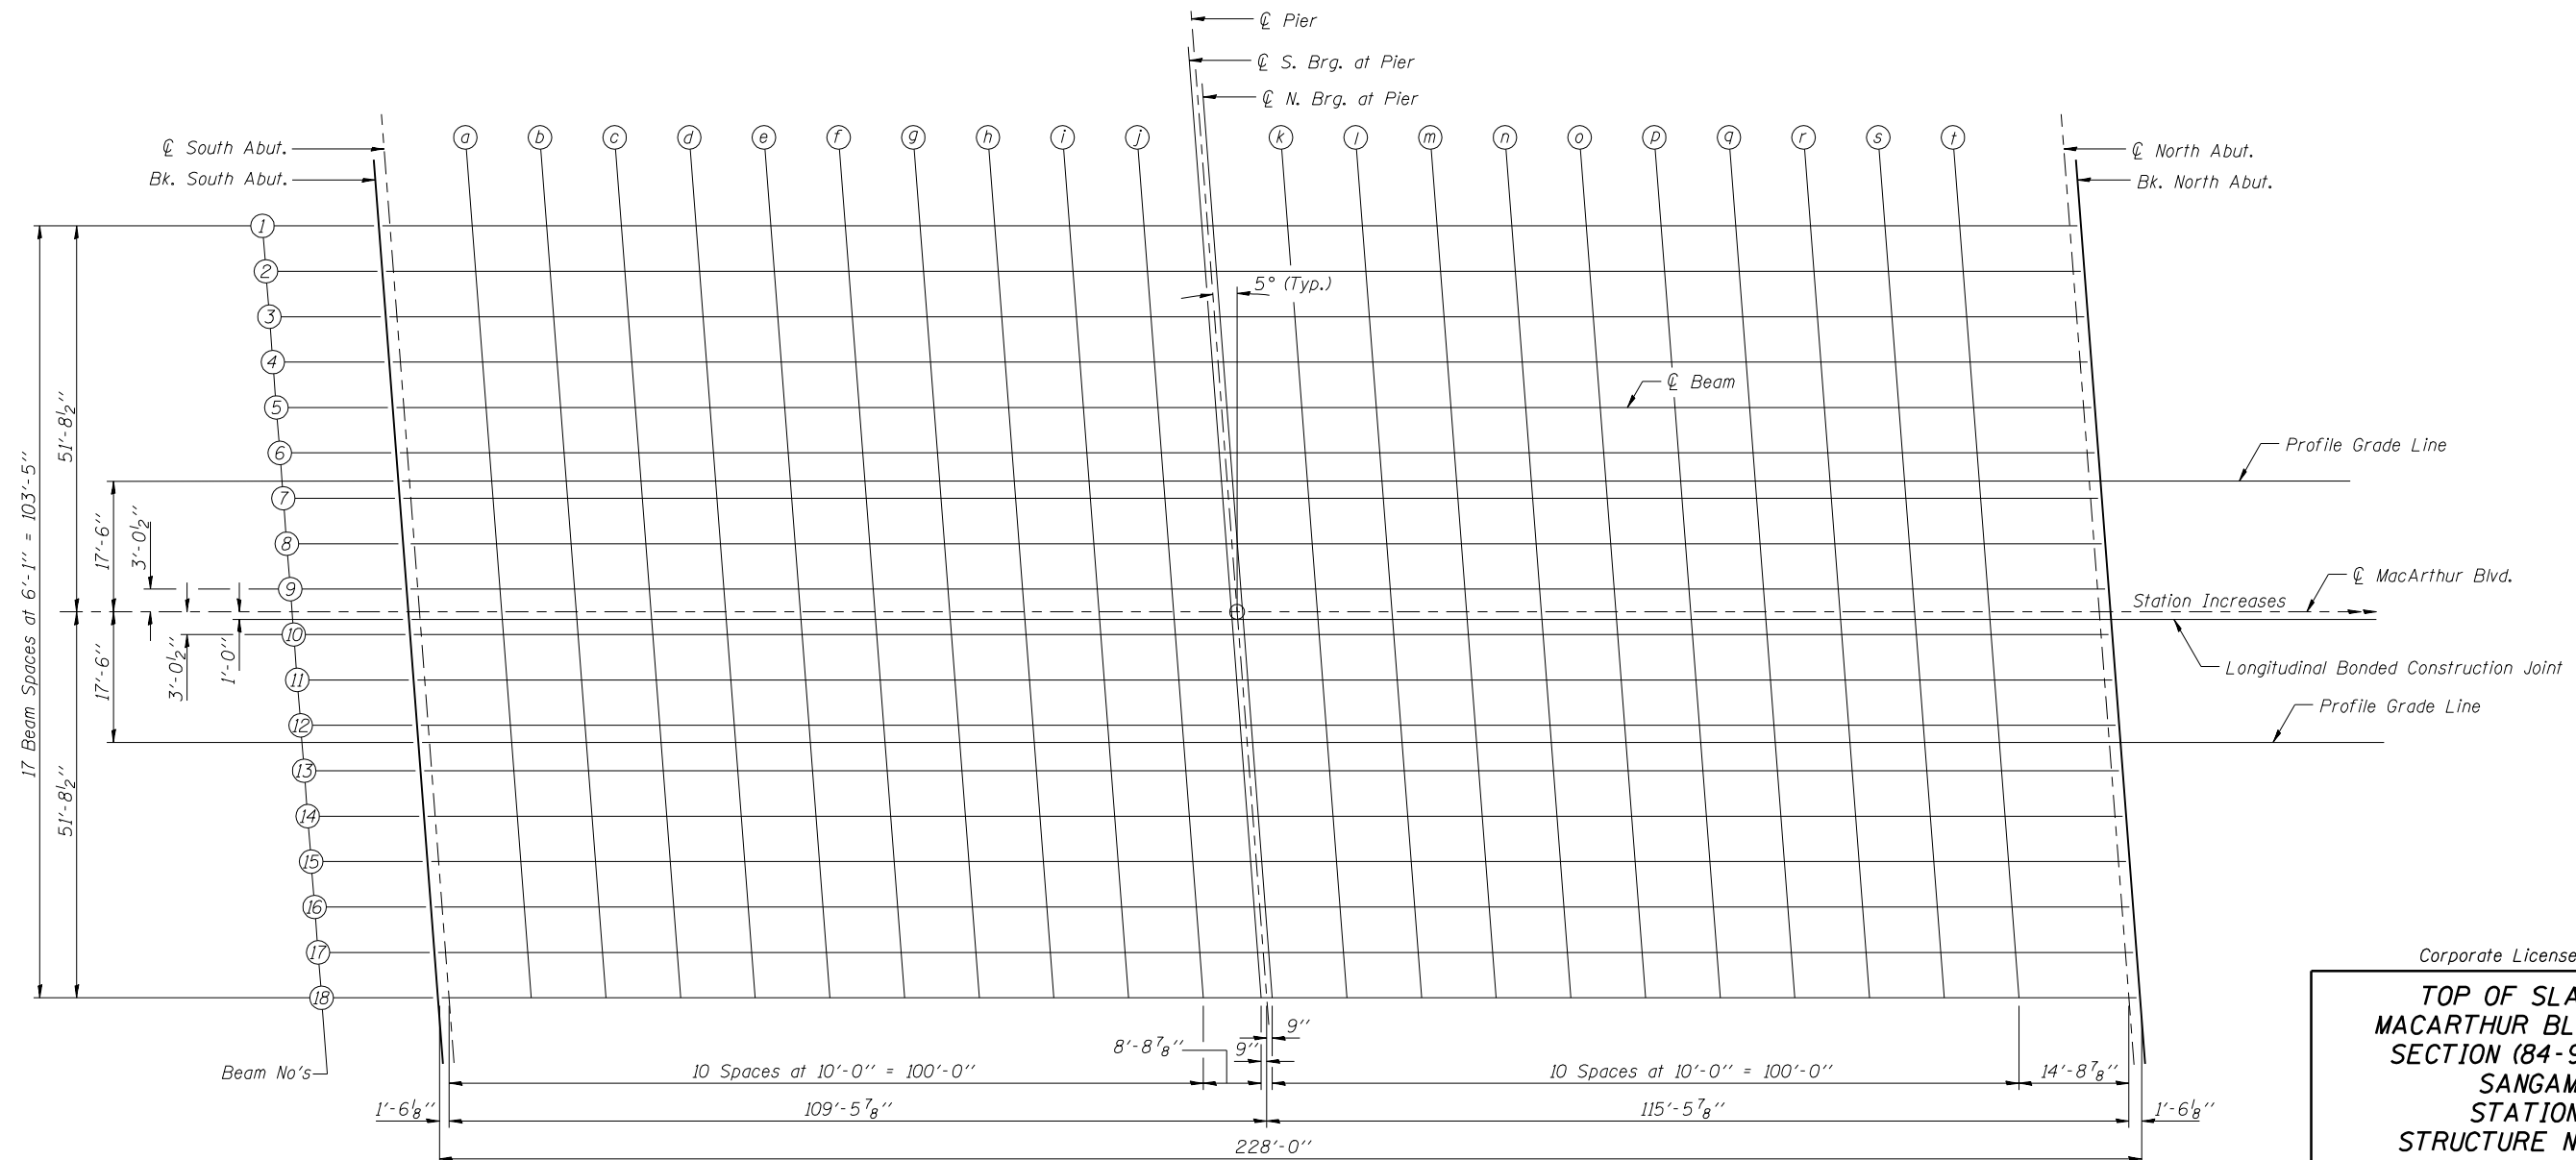 ℄ Pier
℄ S. Brg. at Pier
℄ N. Brg. at Pier
a b c d e f g h i j k l m n o p q r s t
℄ South Abut.
Bk. South Abut.
℄ North Abut.
Bk. North Abut.
1
2
3
4
5
6
7
8
9
10
11
12
13
14
15
16
17
18
5° (Typ.)
℄ Beam
Profile Grade Line
℄ MacArthur Blvd.
Station Increases
Longitudinal Bonded Construction Joint
Profile Grade Line
17 Beam Spaces at 6'-1" = 103'-5"
51'-8½"
51'-8½"
17'-6"
17'-6"
3'-0½"
3'-0½"
1'-0"
Beam No's
8'-8⅞"
9"
9"
10 Spaces at 10'-0" = 100'-0"
10 Spaces at 10'-0" = 100'-0"
14'-8⅞"
1'-6⅛"
109'-5⅞"
115'-5⅞"
1'-6⅛"
228'-0"
Corporate License
TOP OF SLA
MACARTHUR BL
SECTION (84-9
SANGAM
STATION
STRUCTURE N